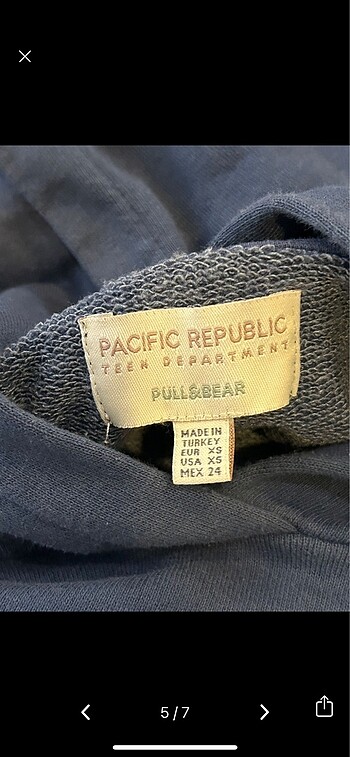 PACIFIC REPUBLIC
TEEN DEPARTMENT
PULL&BEAR
MADE IN
TURKEY
EUR XS
USA XS
MEX 24
5/7